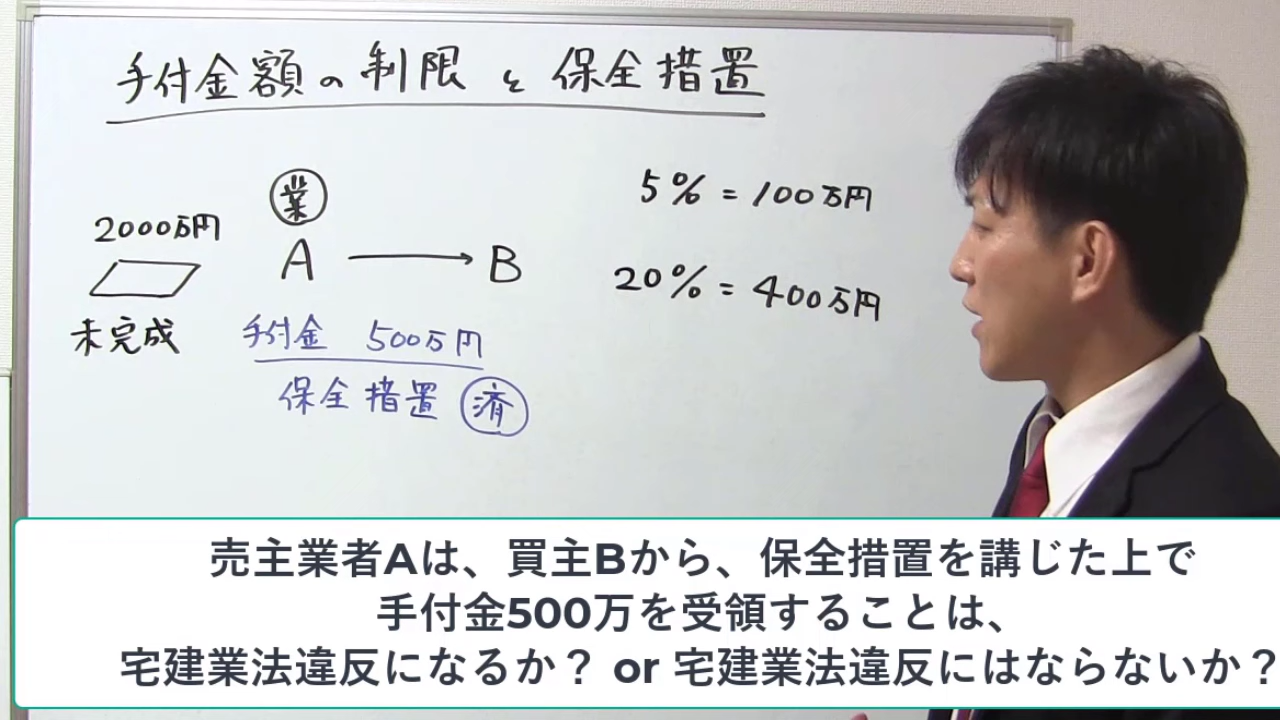 手付金額の制限と保全措置
業
2000万円
A → B
未完成
手付金 500万円
保全措置 済
5% = 100万円
20% = 400万円
売主業者Aは、買主Bから、保全措置を講じた上で
手付金500万を受領することは、
宅建業法違反になるか？ or 宅建業法違反にはならないか？